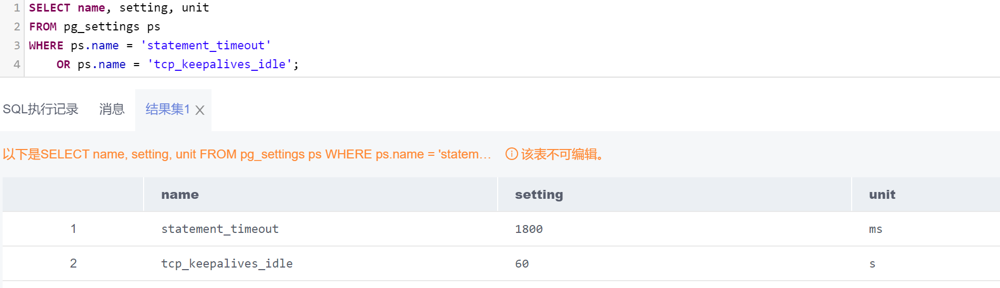 1 SELECT name, setting, unit
2 FROM pg_settings ps
3 WHERE ps.name = 'statement_timeout'
4     OR ps.name = 'tcp_keepalives_idle';
SQL执行记录 消息 结果集1 X
以下是SELECT name, setting, unit FROM pg_settings ps WHERE ps.name = 'statem… 该表不可编辑。
name setting unit
1 statement_timeout 1800 ms
2 tcp_keepalives_idle 60 s